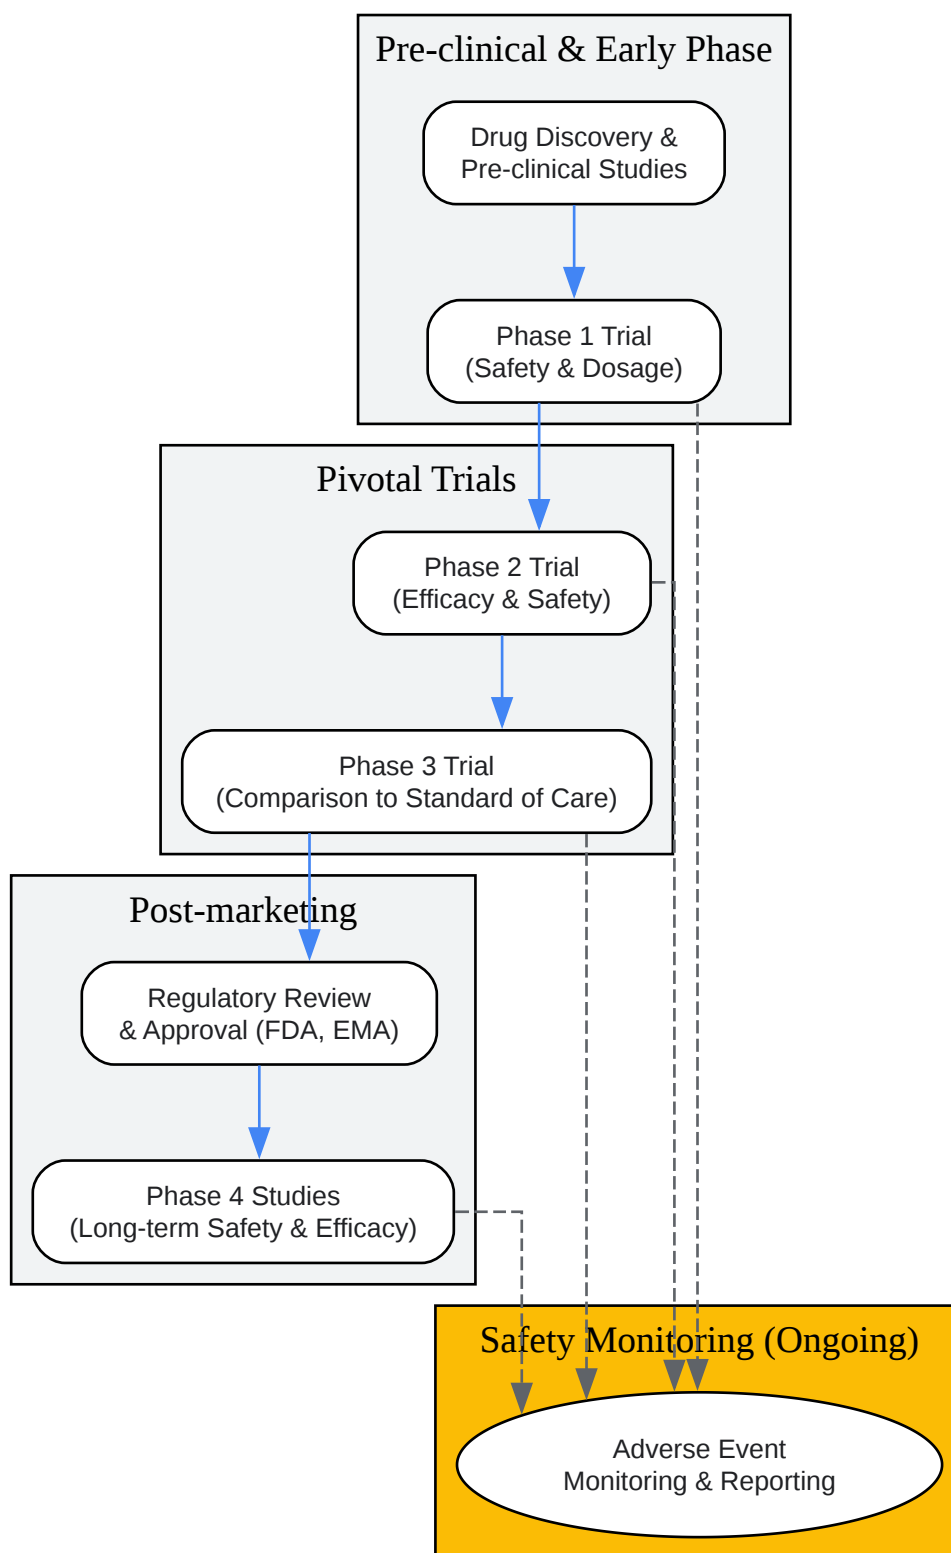 Pre-clinical & Early Phase
Drug Discovery &
Pre-clinical Studies
Phase 1 Trial
(Safety & Dosage)
Pivotal Trials
Phase 2 Trial
(Efficacy & Safety)
Phase 3 Trial
(Comparison to Standard of Care)
Post-marketing
Regulatory Review
& Approval (FDA, EMA)
Phase 4 Studies
(Long-term Safety & Efficacy)
Safety Monitoring (Ongoing)
Adverse Event
Monitoring & Reporting